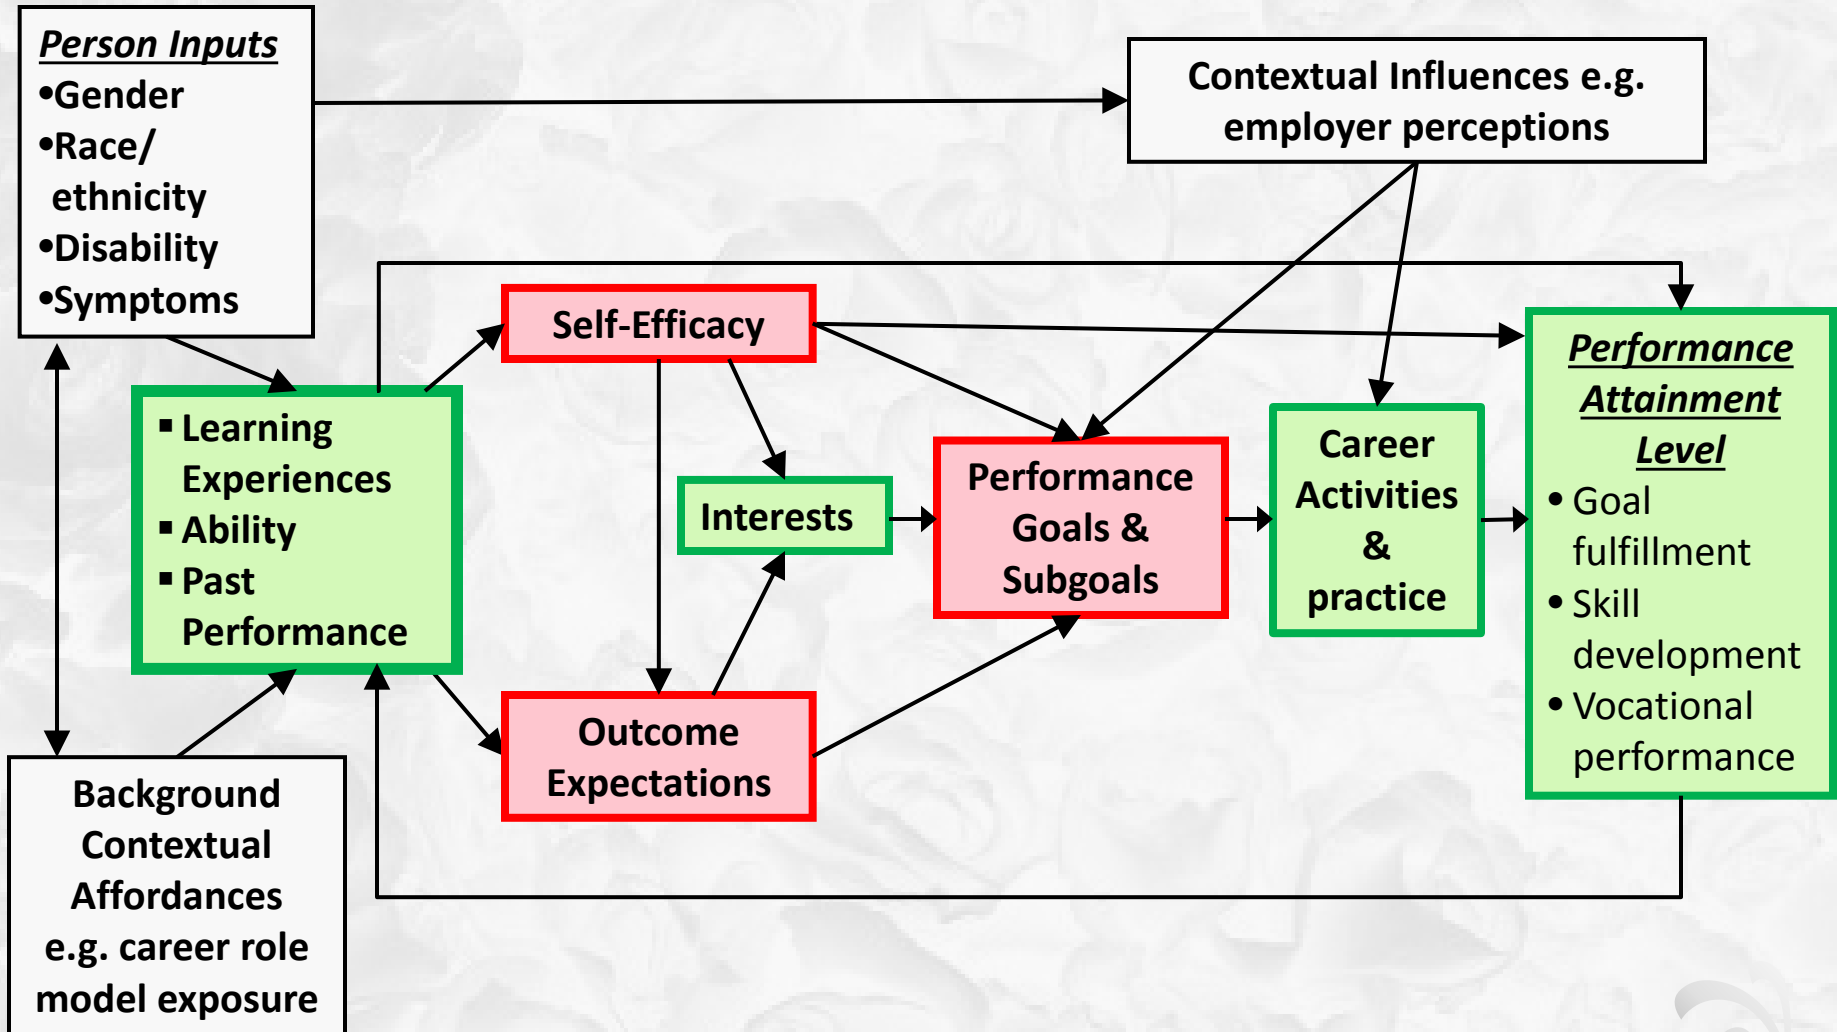 Person Inputs
•Gender
•Race/
ethnicity
•Disability
•Symptoms
Contextual Influences e.g.
employer perceptions
Self-Efficacy
▪ Learning
Experiences
▪ Ability
▪ Past
Performance
Interests
Performance
Goals &
Subgoals
Career
Activities
&
practice
Performance
Attainment
Level
• Goal
fulfillment
• Skill
development
• Vocational
performance
Outcome
Expectations
Background
Contextual
Affordances
e.g. career role
model exposure